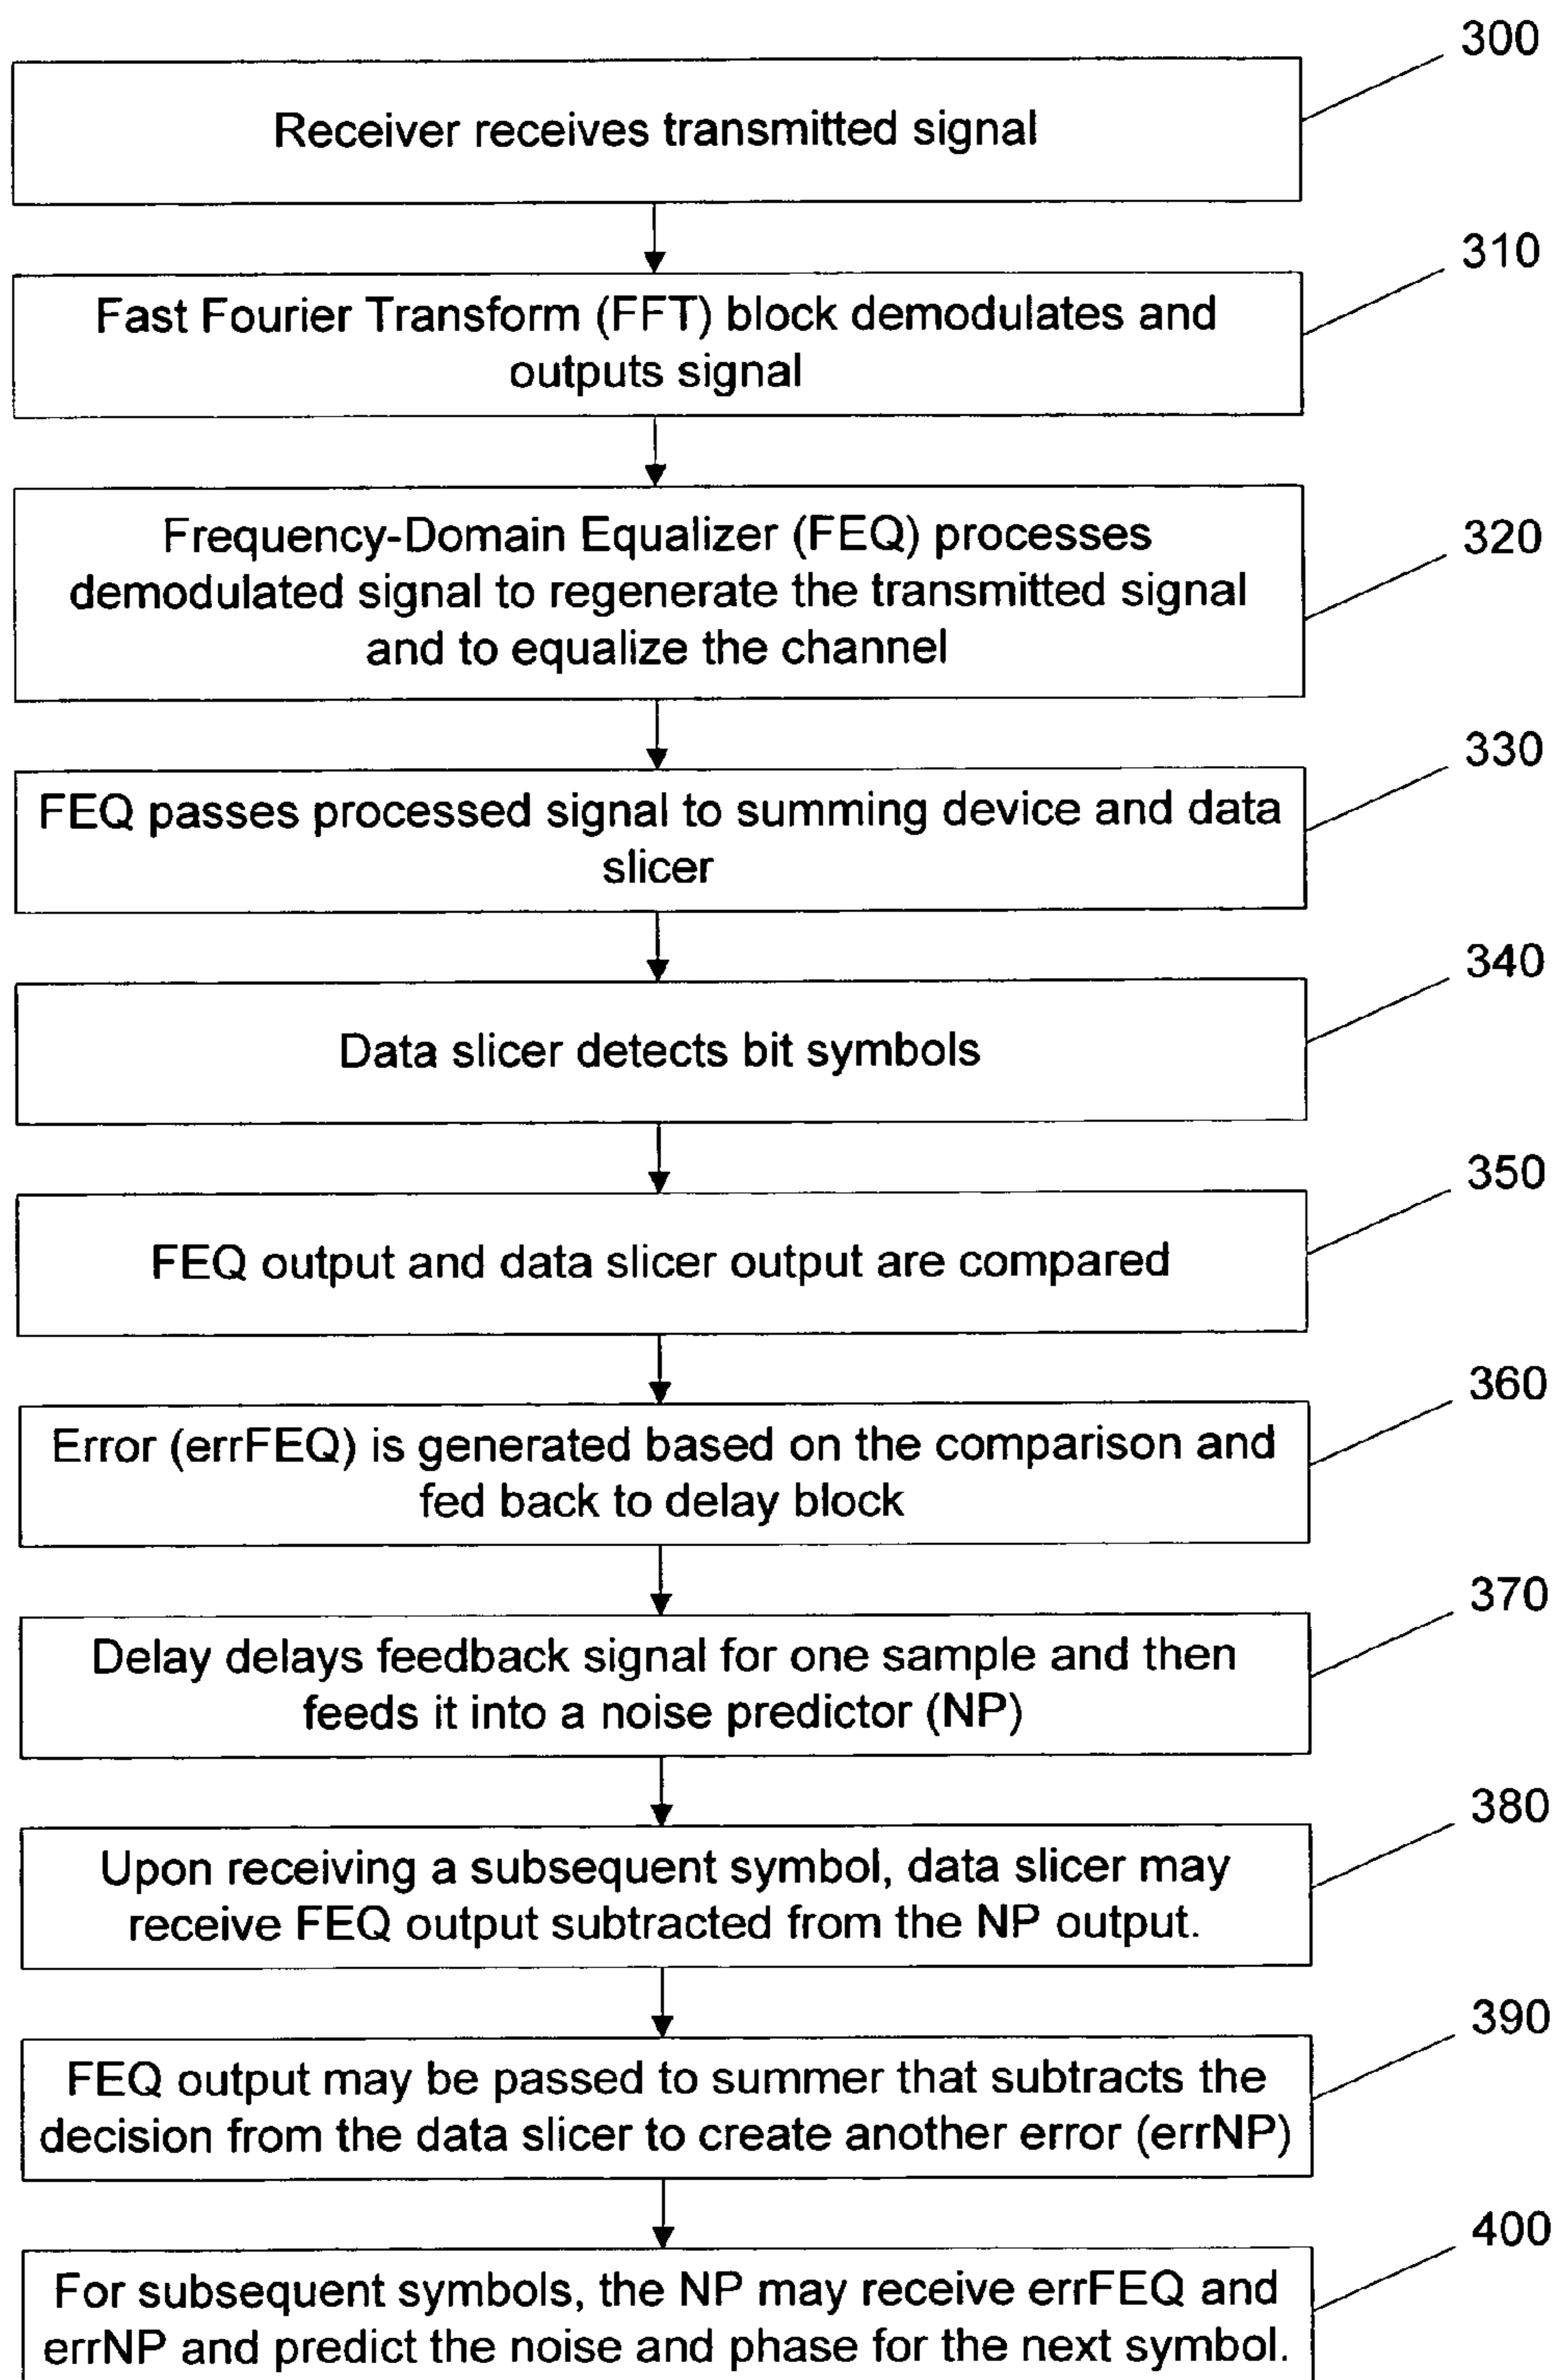 300
Receiver receives transmitted signal
310
Fast Fourier Transform (FFT) block demodulates and
outputs signal
320
Frequency-Domain Equalizer (FEQ) processes
demodulated signal to regenerate the transmitted signal
and to equalize the channel
330
FEQ passes processed signal to summing device and data
slicer
340
Data slicer detects bit symbols
350
FEQ output and data slicer output are compared
360
Error (errFEQ) is generated based on the comparison and
fed back to delay block
370
Delay delays feedback signal for one sample and then
feeds it into a noise predictor (NP)
380
Upon receiving a subsequent symbol, data slicer may
receive FEQ output subtracted from the NP output.
390
FEQ output may be passed to summer that subtracts the
decision from the data slicer to create another error (errNP)
400
For subsequent symbols, the NP may receive errFEQ and
errNP and predict the noise and phase for the next symbol.